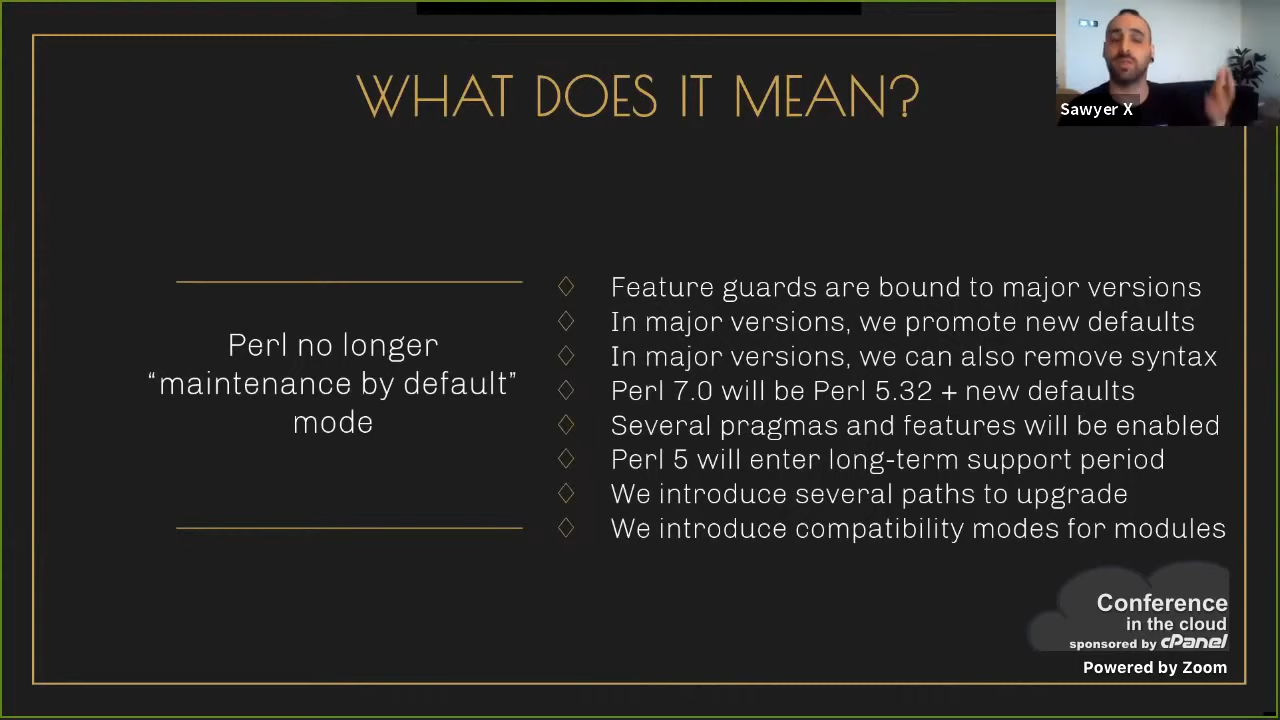 WHAT DOES IT MEAN?
Sawyer X
Perl no longer
“maintenance by default”
mode
Feature guards are bound to major versions
In major versions, we promote new defaults
In major versions, we can also remove syntax
Perl 7.0 will be Perl 5.32 + new defaults
Several pragmas and features will be enabled
Perl 5 will enter long-term support period
We introduce several paths to upgrade
We introduce compatibility modes for modules
Conference
in the cloud
sponsored by cPanel
Powered by Zoom